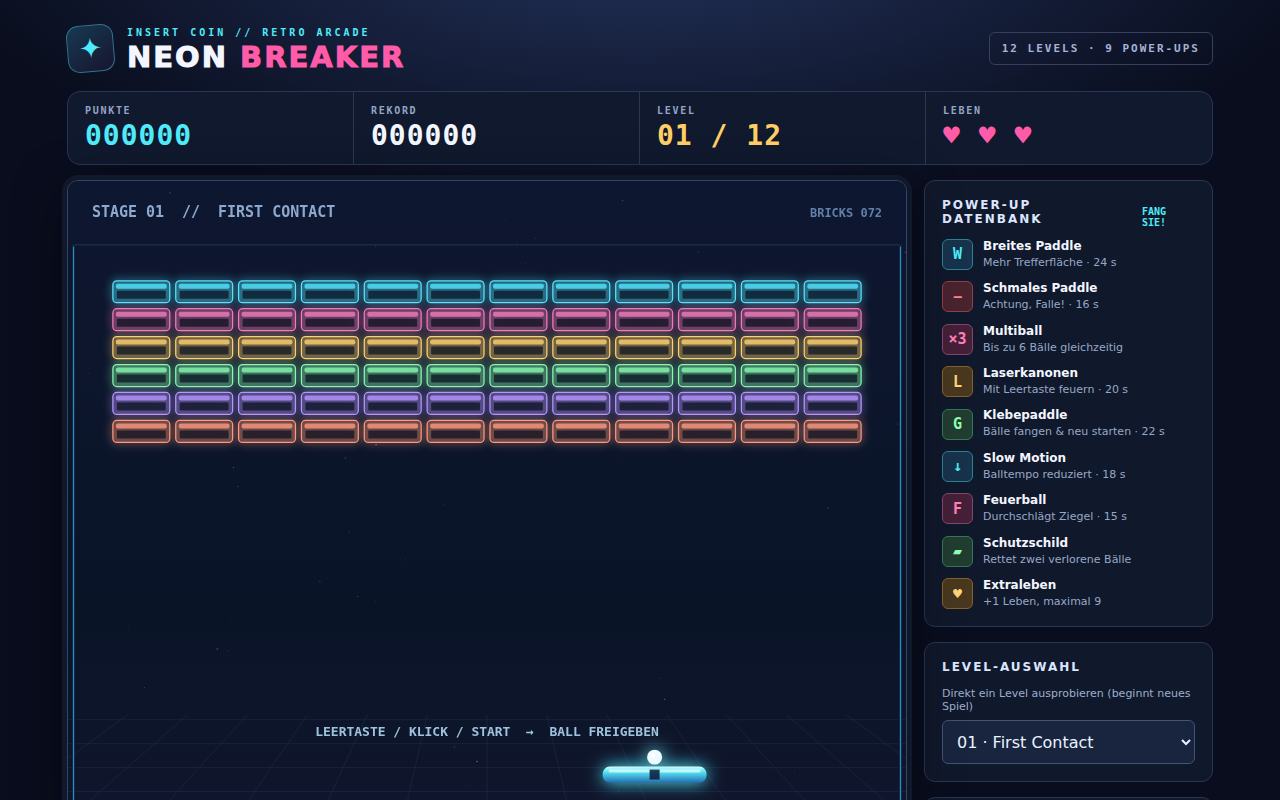 INSERT COIN // RETRO ARCADE
NEON BREAKER
12 LEVELS · 9 POWER-UPS
PUNKTE
000000
REKORD
000000
LEVEL
01 / 12
LEBEN
♥ ♥ ♥
STAGE 01 // FIRST CONTACT
BRICKS 072
LEERTASTE / KLICK / START → BALL FREIGEBEN
POWER-UP
DATENBANK
FANG
SIE!
W
Breites Paddle
Mehr Trefferfläche · 24 s
−
Schmales Paddle
Achtung, Falle! · 16 s
×3
Multiball
Bis zu 6 Bälle gleichzeitig
L
Laserkanonen
Mit Leertaste feuern · 20 s
G
Klebepaddle
Bälle fangen & neu starten · 22 s
↓
Slow Motion
Balltempo reduziert · 18 s
F
Feuerball
Durchschlägt Ziegel · 15 s
▰
Schutzschild
Rettet zwei verlorene Bälle
♥
Extraleben
+1 Leben, maximal 9
LEVEL-AUSWAHL
Direkt ein Level ausprobieren (beginnt neues
Spiel)
01 · First Contact